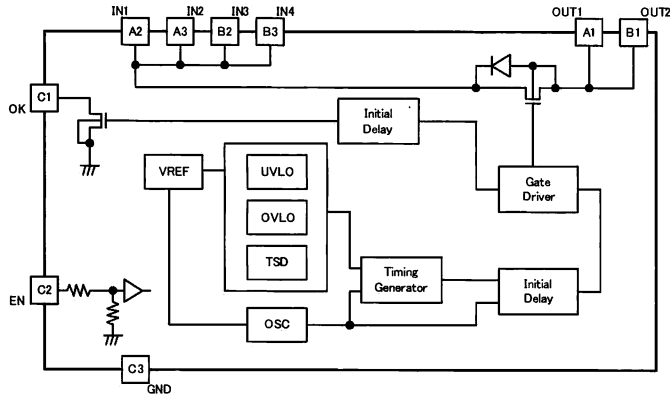 IN1 IN2 IN3 IN4 OUT1 OUT2
A2 A3 B2 B3 A1 B1
C1
OK
Initial
Delay
VREF
UVLO
OVLO
TSD
Gate
Driver
C2
EN
Timing
Generator
Initial
Delay
OSC
C3
GND